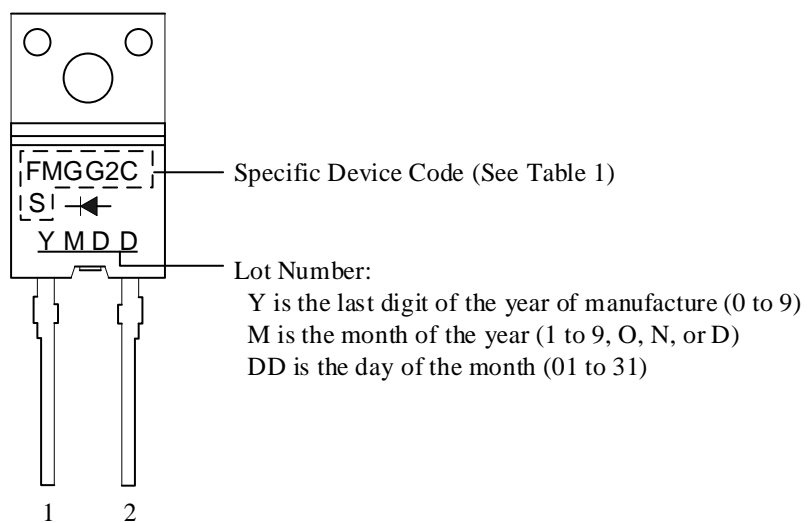 FMGG2C
S
Specific Device Code (See Table 1)
YMDD
Lot Number:
Y is the last digit of the year of manufacture (0 to 9)
M is the month of the year (1 to 9, O, N, or D)
DD is the day of the month (01 to 31)
1 2